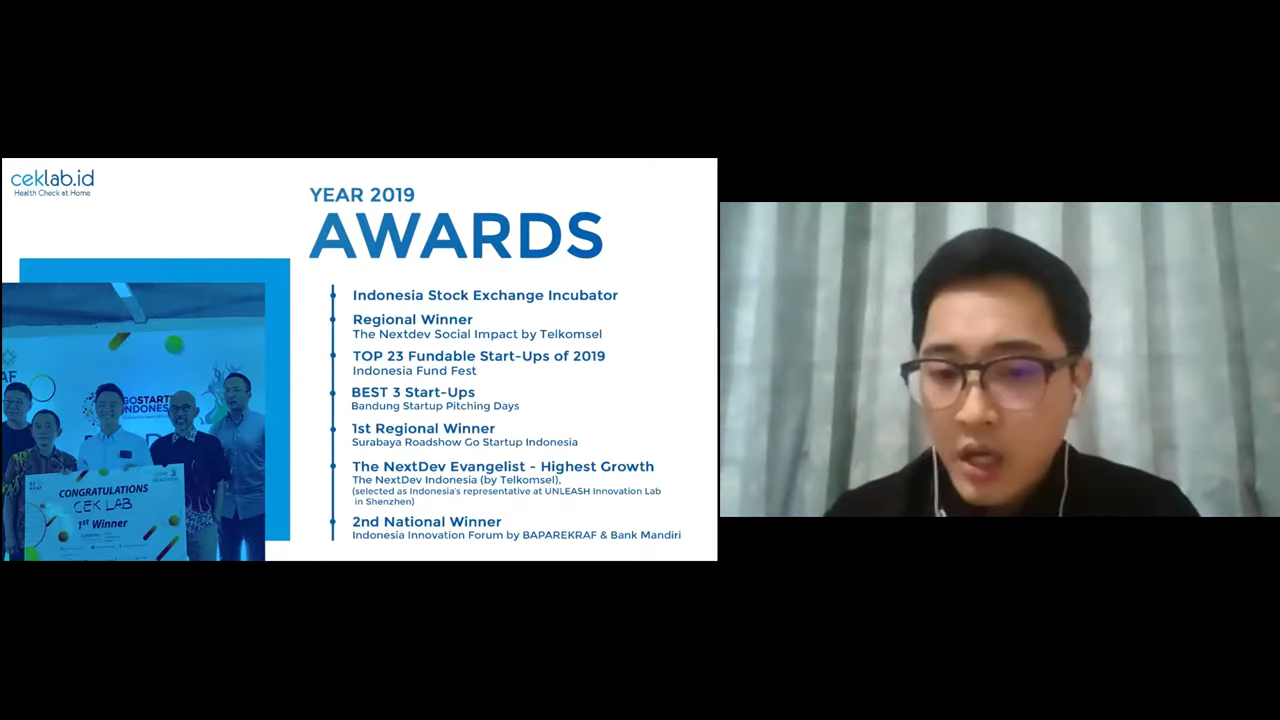 ceklab.id
Health Check at Home
YEAR 2019
AWARDS
Indonesia Stock Exchange Incubator
Regional Winner
The Nextdev Social Impact by Telkomsel
TOP 23 Fundable Start-Ups of 2019
Indonesia Fund Fest
BEST 3 Start-Ups
Bandung Startup Pitching Days
1st Regional Winner
Surabaya Roadshow Go Startup Indonesia
The NextDev Evangelist - Highest Growth
The NextDev Indonesia (by Telkomsel),
(selected as Indonesia's representative at UNLEASH Innovation Lab
in Shenzhen)
2nd National Winner
Indonesia Innovation Forum by BAPAREKRAF & Bank Mandiri
CONGRATULATIONS
CEK LAB
1st Winner